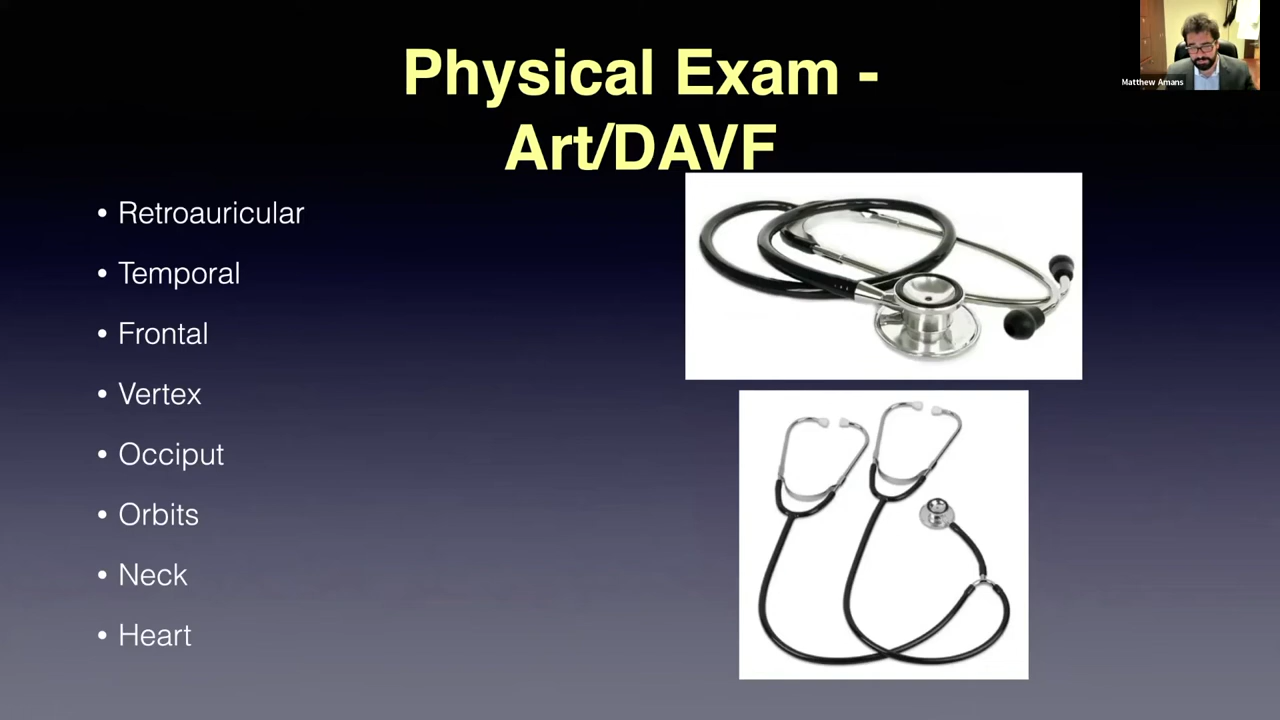 Physical Exam -
Art/DAVF
Matthew Amans
• Retroauricular
• Temporal
• Frontal
• Vertex
• Occiput
• Orbits
• Neck
• Heart